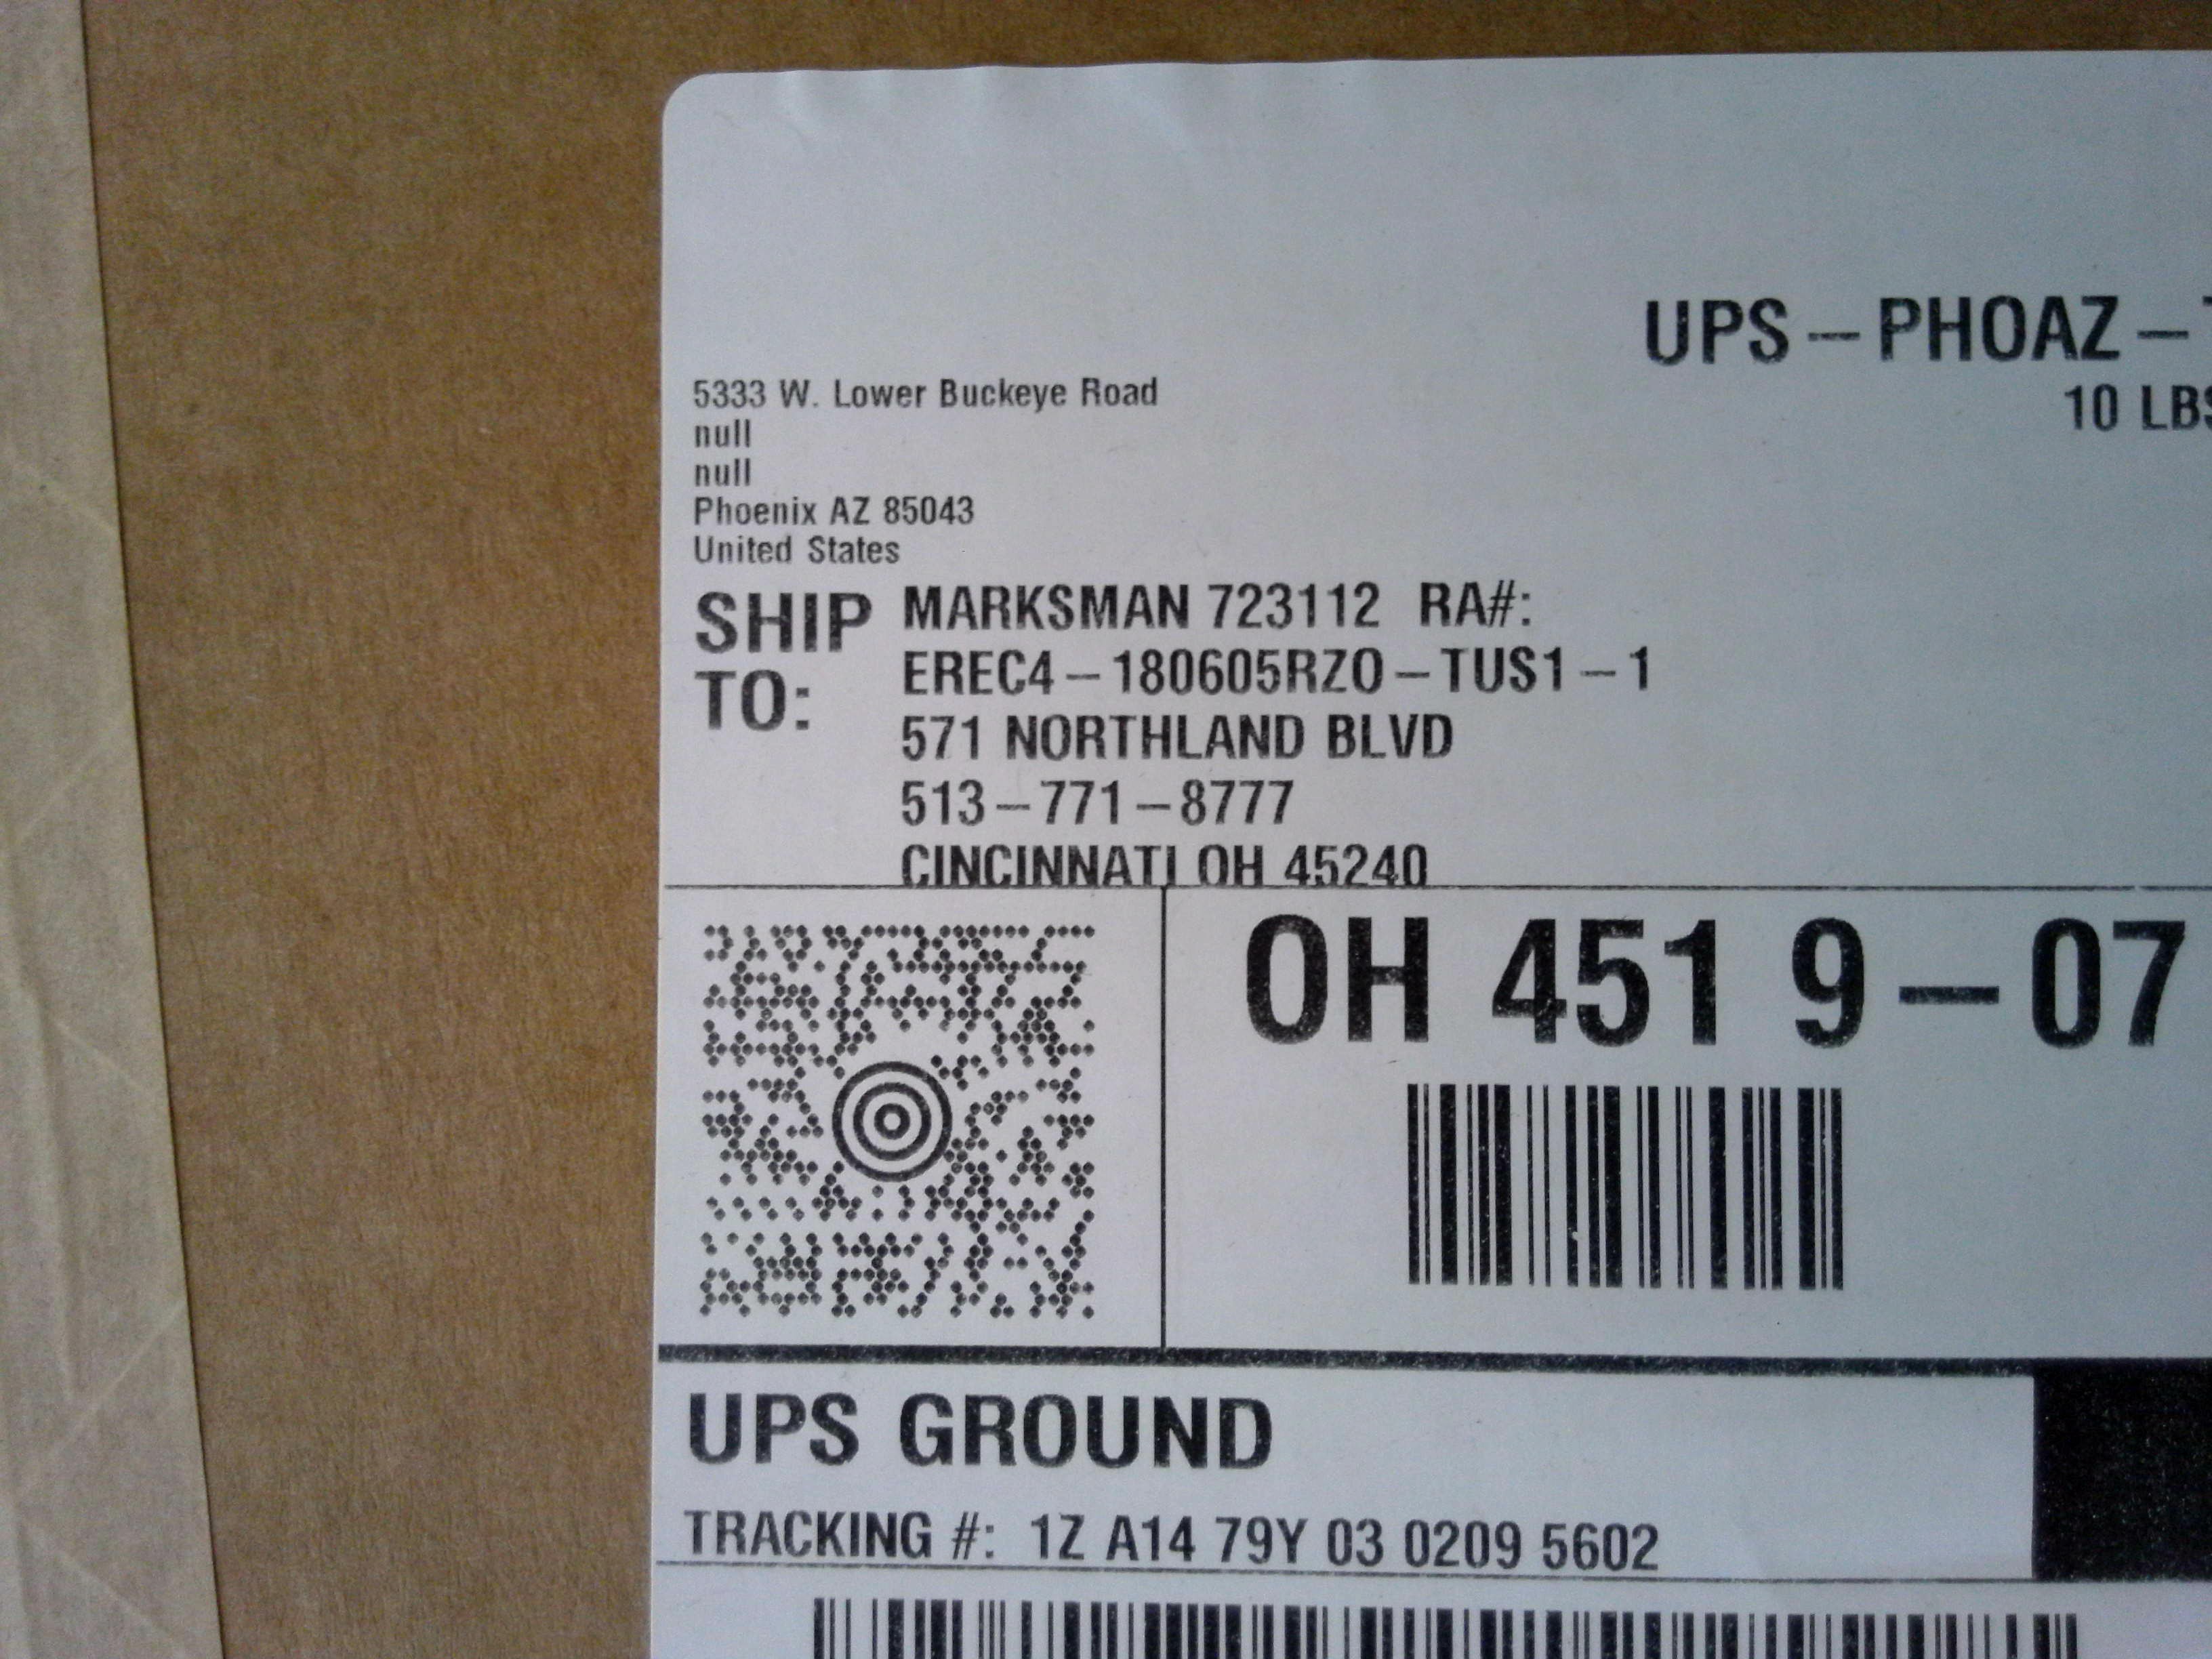 UPS – PHOAZ –
10 LBS
5333 W. Lower Buckeye Road
null
null
Phoenix AZ 85043
United States
SHIP TO: MARKSMAN 723112 RA#:
EREC4 – 180605RZO – TUS1 – 1
571 NORTHLAND BLVD
513 – 771 – 8777
CINCINNATI OH 45240
OH 451 9 – 07
UPS GROUND
TRACKING #: 1Z A14 79Y 03 0209 5602